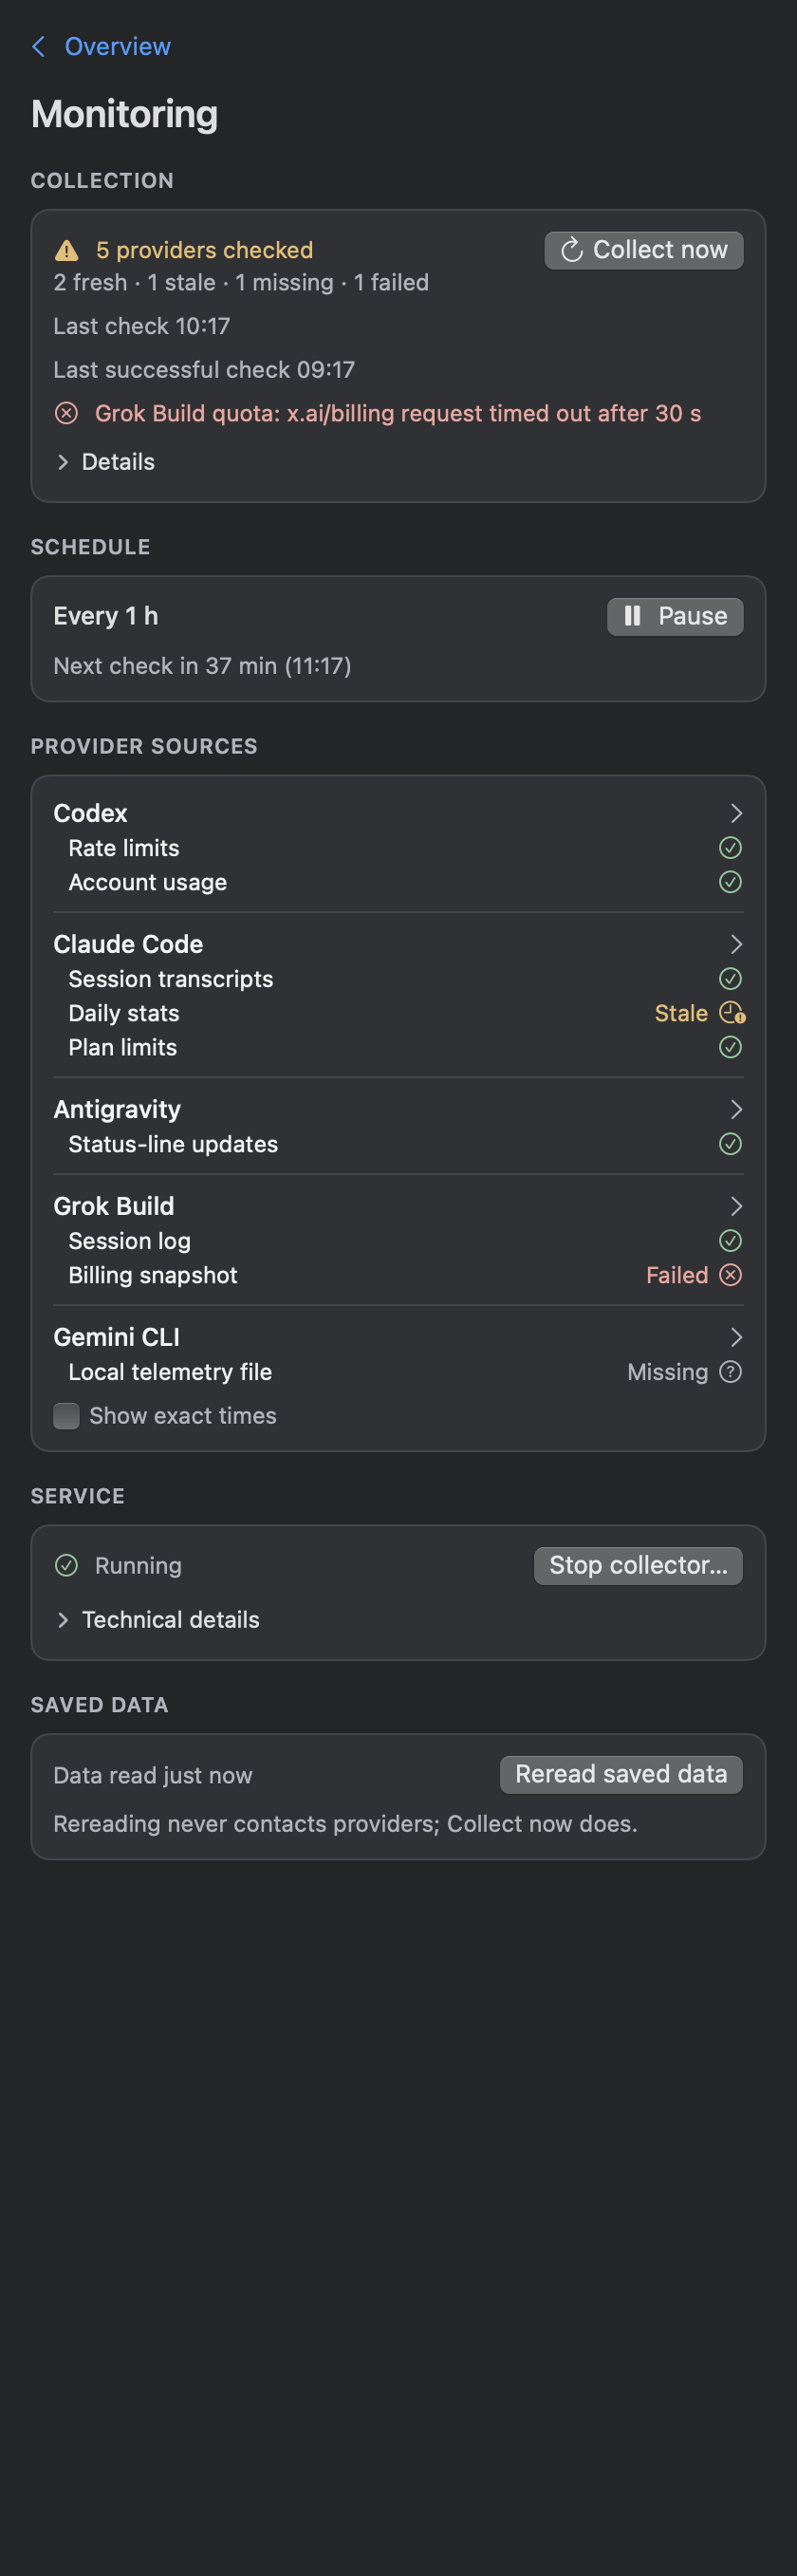 Overview
Monitoring
COLLECTION
5 providers checked
Collect now
2 fresh · 1 stale · 1 missing · 1 failed
Last check 10:17
Last successful check 09:17
Grok Build quota: x.ai/billing request timed out after 30 s
Details
SCHEDULE
Every 1 h
Pause
Next check in 37 min (11:17)
PROVIDER SOURCES
Codex
Rate limits
Account usage
Claude Code
Session transcripts
Daily stats Stale
Plan limits
Antigravity
Status-line updates
Grok Build
Session log
Billing snapshot Failed
Gemini CLI
Local telemetry file Missing
Show exact times
SERVICE
Running
Stop collector...
Technical details
SAVED DATA
Data read just now
Reread saved data
Rereading never contacts providers; Collect now does.